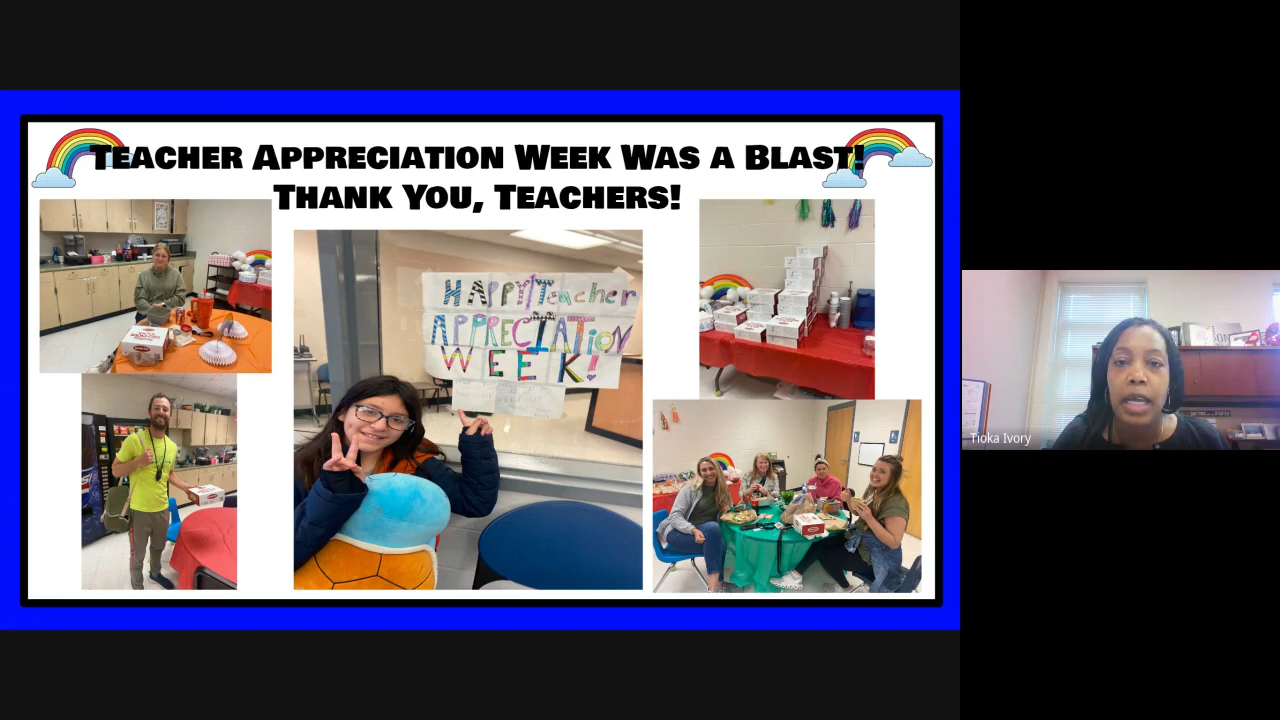 TEACHER APPRECIATION WEEK WAS A BLAST!
THANK YOU, TEACHERS!
HAPPY Teacher
APPRECIATION
WEEK!
Tioka Ivory